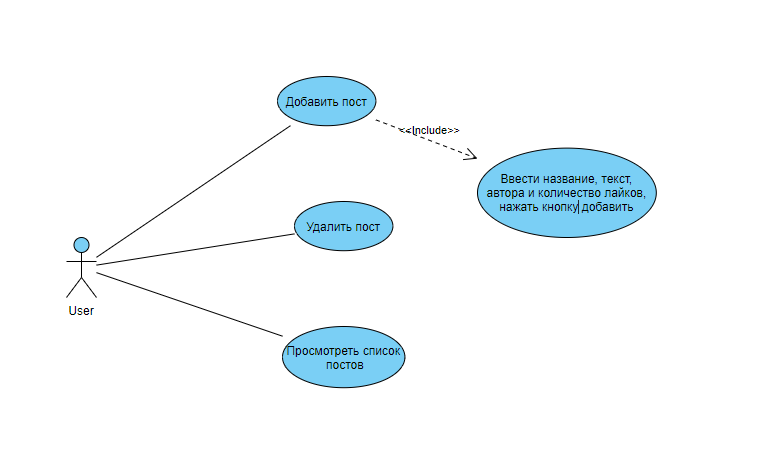 Добавить пост
<<Include>>
Ввести название, текст,
автора и количество лайков,
нажать кнопку добавить
Удалить пост
User
Просмотреть список
постов